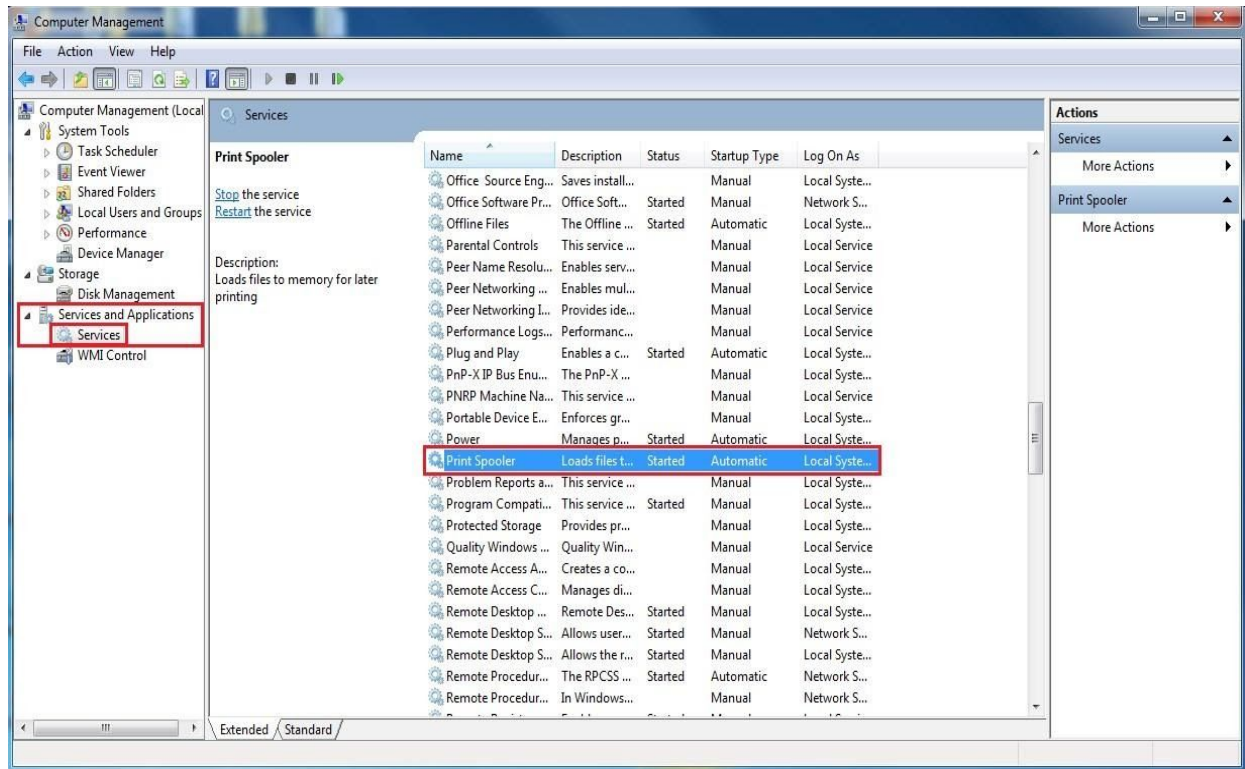 Computer Management
File Action View Help
Computer Management (Local
System Tools
Task Scheduler
Event Viewer
Shared Folders
Local Users and Groups
Performance
Device Manager
Storage
Disk Management
Services and Applications
Services
WMI Control
Services
Print Spooler
Stop the service
Restart the service
Description:
Loads files to memory for later
printing
Name Description Status Startup Type Log On As
Office Source Eng... Saves install... Manual Local Syste...
Office Software Pr... Office Soft... Started Manual Network S...
Offline Files The Offline ... Started Automatic Local Syste...
Parental Controls This service ... Manual Local Service
Peer Name Resolu... Enables serv... Manual Local Service
Peer Networking ... Enables mul... Manual Local Service
Peer Networking I... Provides ide... Manual Local Service
Performance Logs... Performanc... Manual Local Service
Plug and Play Enables a c... Started Automatic Local Syste...
PnP-X IP Bus Enu... The PnP-X ... Manual Local Syste...
PNRP Machine Na... This service ... Manual Local Service
Portable Device E... Enforces gr... Manual Local Syste...
Power Manages p... Started Automatic Local Syste...
Print Spooler Loads files t... Started Automatic Local Syste...
Problem Reports a... This service ... Manual Local Syste...
Program Compati... This service ... Started Manual Local Syste...
Protected Storage Provides pr... Manual Local Syste...
Quality Windows ... Quality Win... Manual Local Service
Remote Access A... Creates a co... Manual Local Syste...
Remote Access C... Manages di... Manual Local Syste...
Remote Desktop ... Remote Des... Started Manual Local Syste...
Remote Desktop S... Allows user... Started Manual Network S...
Remote Desktop S... Allows the r... Started Manual Local Syste...
Remote Procedur... The RPCSS ... Started Automatic Network S...
Remote Procedur... In Windows... Manual Network S...
Extended Standard
Actions
Services
More Actions
Print Spooler
More Actions